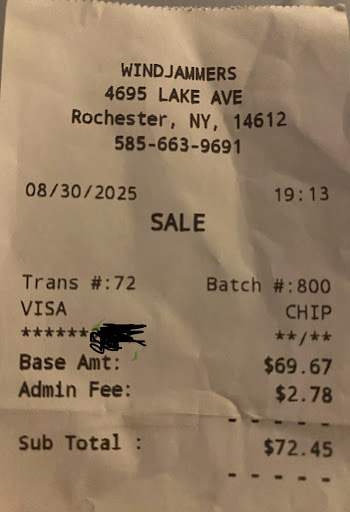 WINDJAMMERS
4695 LAKE AVE
Rochester, NY, 14612
585-663-9691
08/30/2025 19:13
SALE
Trans #:72 Batch #:800
VISA CHIP
****** **/**
Base Amt: $69.67
Admin Fee: $2.78
- - - - -
Sub Total : $72.45
- - - - -